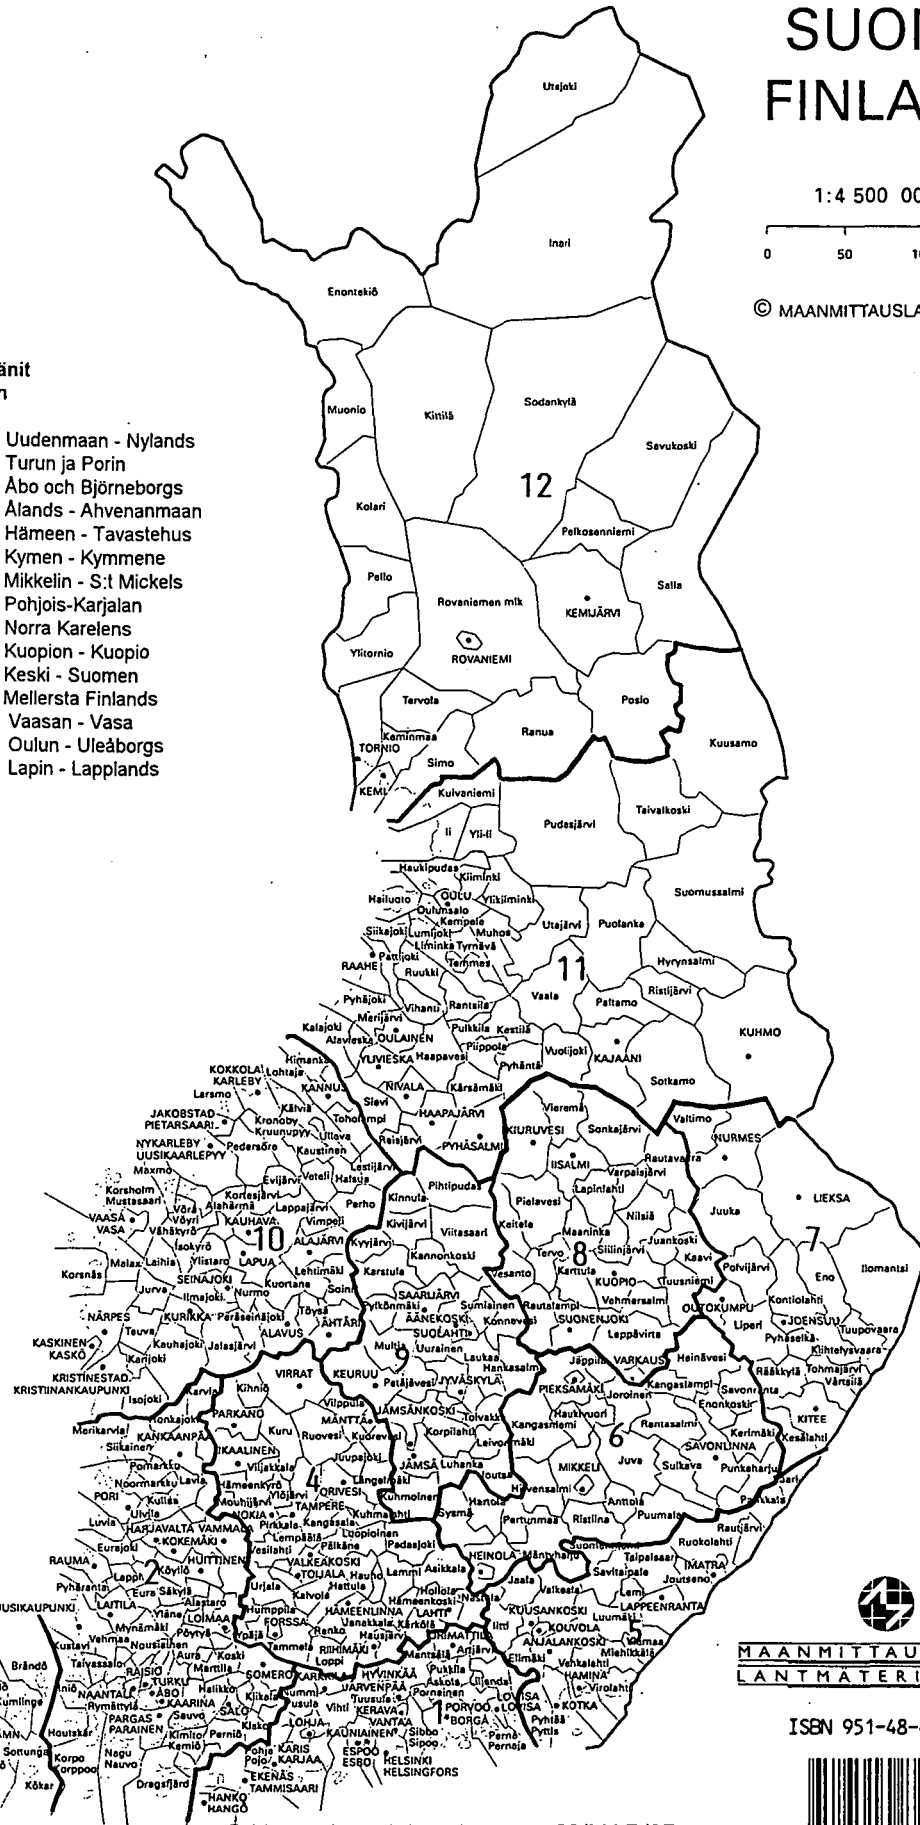 SUO
FINLA
1:4 500 00
0 50 1
© MAANMITTAUSLA
änit
Uudenmaan - Nylands
Turun ja Porin
Åbo och Björneborgs
Ålands - Ahvenanmaan
Hämeen - Tavastehus
Kymen - Kymmene
Mikkelin - S:t Mickels
Pohjois-Karjalan
Norra Karelens
Kuopion - Kuopio
Keski - Suomen
Mellersta Finlands
Vaasan - Vasa
Oulun - Uleåborgs
Lapin - Lapplands
Utsjoki
Inari
Enontekiö
Muonio
Kittilä
Sodankylä
Savukoski
12
Kolari
Pelkosenniemi
Pello
Rovaniemen mlk
KEMIJÄRVI
Salla
Ylitornio
ROVANIEMI
Tervola
Posio
Keminmaa
Ranua
Kuusamo
TORNIO
Simo
KEMI
Kuivaniemi
Ii
Yli-Ii
Pudasjärvi
Taivalkoski
Haukipudas
Kiiminki
Hailuoto
OULU
Ylikiiminki
Oulunsalo
Kempele
Suomussalmi
Utajärvi
Puolanka
Siikajoki
Lumijoki
Muhos
Liminka
Tyrnävä
Pattijoki
Temmes
RAAHE
Ruukki
11
Hyrynsalmi
Ristijärvi
Pyhäjoki
Vihanti
Rantsila
Vaala
Paltamo
Merijärvi
Kalajoki
Alavieska
OULAINEN
Pulkkila
Kestilä
Piippola
KUHMO
Himanka
YLIVIESKA
Haapavesi
Pyhäntä
Vuolijoki
KAJAANI
Sotkamo
KOKKOLA
KARLEBY
Lohtaja
KANNUS
NIVALA
Kärsämäki
Larsmo
Kälviä
Sievi
HAAPAJÄRVI
Vieremä
Valtimo
JAKOBSTAD
PIETARSAARI
Kronoby
Kruunupyy
Toholampi
Ullava
Reisjärvi
PYHÄSALMI
KIURUVESI
Sonkajärvi
NURMES
NYKARLEBY
UUSIKAARLEPYY
Pedersöre
Kaustinen
IISALMI
Rautavaara
Maxmo
Lestijärvi
Varpaisjärvi
Korsholm
Mustasaari
Evijärvi
Veteli
Halsua
Pihtipudas
Lapinlahti
LIEKSA
Kortesjärvi
Alahärmä
Lappajärvi
Perho
Kinnula
Pielavesi
Juuka
VAASA
VASA
Vörå
Vöyri
KAUHAVA
Vimpeli
Kivijärvi
Viitasaari
Keitele
Nilsiä
7
Vähäkyrö
10
ALAJÄRVI
Kyyjärvi
Kannonkoski
Maaninka
Juankoski
Isokyrö
LAPUA
Tervo
8
Siilinjärvi
Kaavi
Malax
Laihia
Ylistaro
Lehtimäki
Karstula
Vesanto
Karttula
Polvijärvi
Ilomantsi
Korsnäs
SEINÄJOKI
Kuortane
Soini
SAARIJÄRVI
KUOPIO
Tuusniemi
Eno
Jurva
Ilmajoki
Nurmo
Pylkönmäki
Sumiainen
Rautalampi
Vehmersalmi
OUTOKUMPU
Kontiolahti
NÄRPES
KURIKKA
Peräseinäjoki
Töysä
ÄHTÄRI
ÄÄNEKOSKI
Konnevesi
SUONENJOKI
Liperi
JOENSUU
Teuva
ALAVUS
SUOLAHTI
Leppävirta
Pyhäselkä
Tuupovaara
KASKINEN
KASKÖ
Kauhajoki
Jalasjärvi
Multia
Uurainen
Kiihtelysvaara
Karijoki
9
Laukaa
Jäppilä
VARKAUS
Heinävesi
Rääkkylä
Tohmajärvi
KRISTINESTAD
KRISTIINANKAUPUNKI
VIRRAT
KEURUU
Petäjävesi
JYVÄSKYLÄ
Hankasalmi
PIEKSÄMÄKI
Kangaslampi
Savonranta
Värtsilä
Isojoki
Karvia
Kihniö
Joroinen
Enonkoski
KITEE
Vilppula
JÄMSÄNKOSKI
Toivakka
Haukivuori
Rantasalmi
Kesälahti
Merikarvia
Honkajoki
PARKANO
MÄNTTÄ
Korpilahti
Kangasniemi
6
Kerimäki
KANKAANPÄÄ
Kuru
Ruovesi
Kuorevesi
Leivonmäki
SAVONLINNA
Siikainen
IKAALINEN
Juupajoki
JÄMSÄ
Luhanka
MIKKELI
Juva
Sulkava
Punkaharju
Pomarkku
Viljakkala
4
Längelmäki
Joutsa
Hirvensalmi
Noormarkku
Lavia
Hämeenkyrö
ORIVESI
Kuhmoinen
Hartola
Anttola
PORI
Kullaa
Mouhijärvi
Ylöjärvi
TAMPERE
Sysmä
Pertunmaa
Ristiina
Puumala
Ulvila
NOKIA
Pirkkala
Kangasala
Kuhmalahti
Luvia
HARJAVALTA
VAMMALA
Lempäälä
Luopioinen
Rautjärvi
Eurajoki
KOKEMÄKI
Vesilahti
Pälkäne
Padasjoki
HEINOLA
Mäntyharju
Suomenniemi
Ruokolahti
RAUMA
HUITTINEN
VALKEAKOSKI
Taipalsaari
IMATRA
Lappi
2
Köyliö
TOIJALA
Hauho
Lammi
Asikkala
Savitaipale
Joutseno
Pyhäranta
Eura
Säkylä
Urjala
Kalvola
Hattula
Hollola
Jaala
Valkeala
Lemi
USIKAUPUNKI
LAITILA
Alastaro
Humppila
HÄMEENLINNA
Hämeenkoski
Nastola
LAPPEENRANTA
Yläne
LOIMAA
FORSSA
LAHTI
KUUSANKOSKI
Luumäki
Mynämäki
Pöytyä
Ypäjä
Renko
Janakkala
Kärkölä
Iitti
KOUVOLA
5
Kustavi
Vehmaa
Nousiainen
Hausjärvi
ORIMATTILA
ANJALANKOSKI
Ylämaa
Miehikkälä
Taivassalo
Aura
Koski
Tammela
RIIHIMÄKI
Artjärvi
Elimäki
Brändö
RAISIO
Marttila
SOMERO
Loppi
Mäntsälä
Vehkalahti
Iniö
NAANTALI
TURKU
ÅBO
Halikko
Kiikala
KARKKILA
HYVINKÄÄ
Pukkila
HAMINA
Kumlinge
Rymättylä
KAARINA
Nummi
JÄRVENPÄÄ
Askola
Liljendal
Virolahti
PARGAS
PARAINEN
Sauvo
SALO
Tuusula
Pornainen
LOVIISA
LOVISA
KOTKA
Houtskär
Kimito
Kemiö
Perniö
Kisko
LOHJA
Vihti
KERAVA
1
PORVOO
BORGÅ
Pyhtää
Pyttis
Sottunga
Korpo
Korppoo
Nagu
Nauvo
Pohja
Pojo
KARIS
KARJAA
KAUNIAINEN
VANTAA
Sibbo
Sipoo
Pernå
Pernaja
ESPOO
ESBO
HELSINKI
HELSINGFORS
Kökar
Dragsfjärd
EKENÄS
TAMMISAARI
HANKO
HANGÖ
MAANMITTAU
LANTMÄTERI
ISBN 951-48-